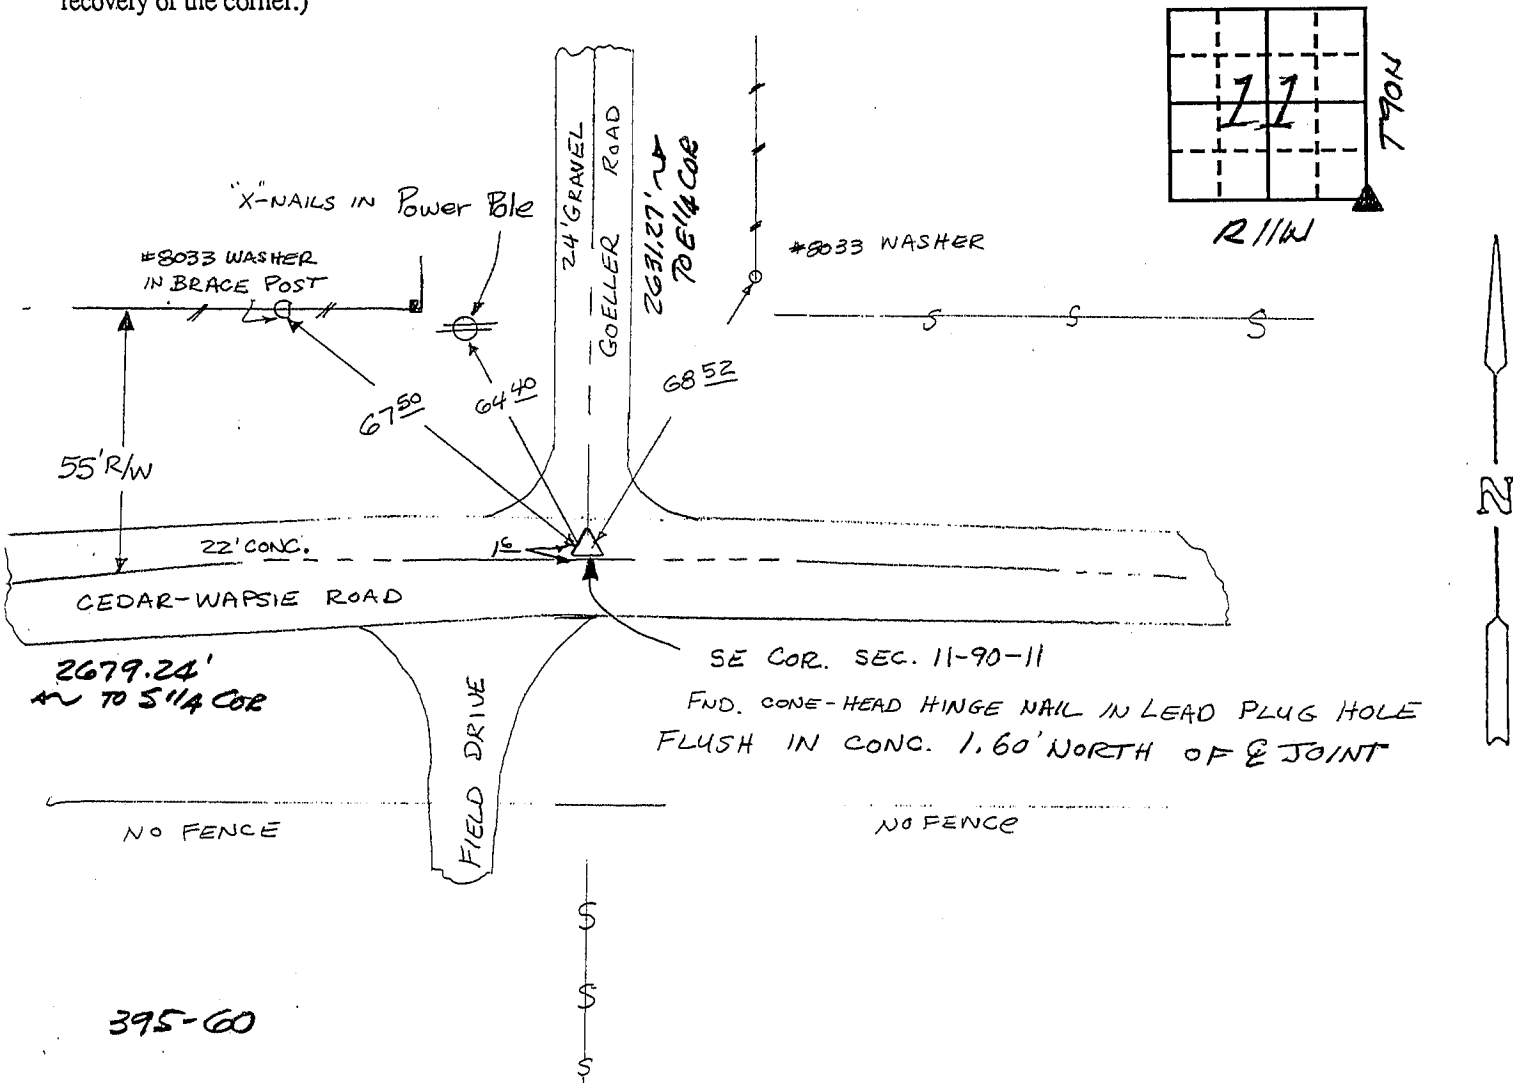 recovery of the corner.)
11
T90N
R11W
"X"-NAILS IN Power Pole
#8033 WASHER
IN BRACE POST
24' GRAVEL
GOELLER ROAD
2631.27'
TO E 1/4 COR
#8033 WASHER
67 50
64 40
68 52
55' R/W
22' CONC.
1 6
CEDAR-WAPSIE ROAD
N
2679.24'
TO S 1/4 COR
SE COR. SEC. 11-90-11
FND. CONE-HEAD HINGE NAIL IN LEAD PLUG HOLE
FLUSH IN CONC. 1.60' NORTH OF ℄ JOINT
FIELD DRIVE
NO FENCE
NO FENCE
S
S
S
S
S
S
395-60